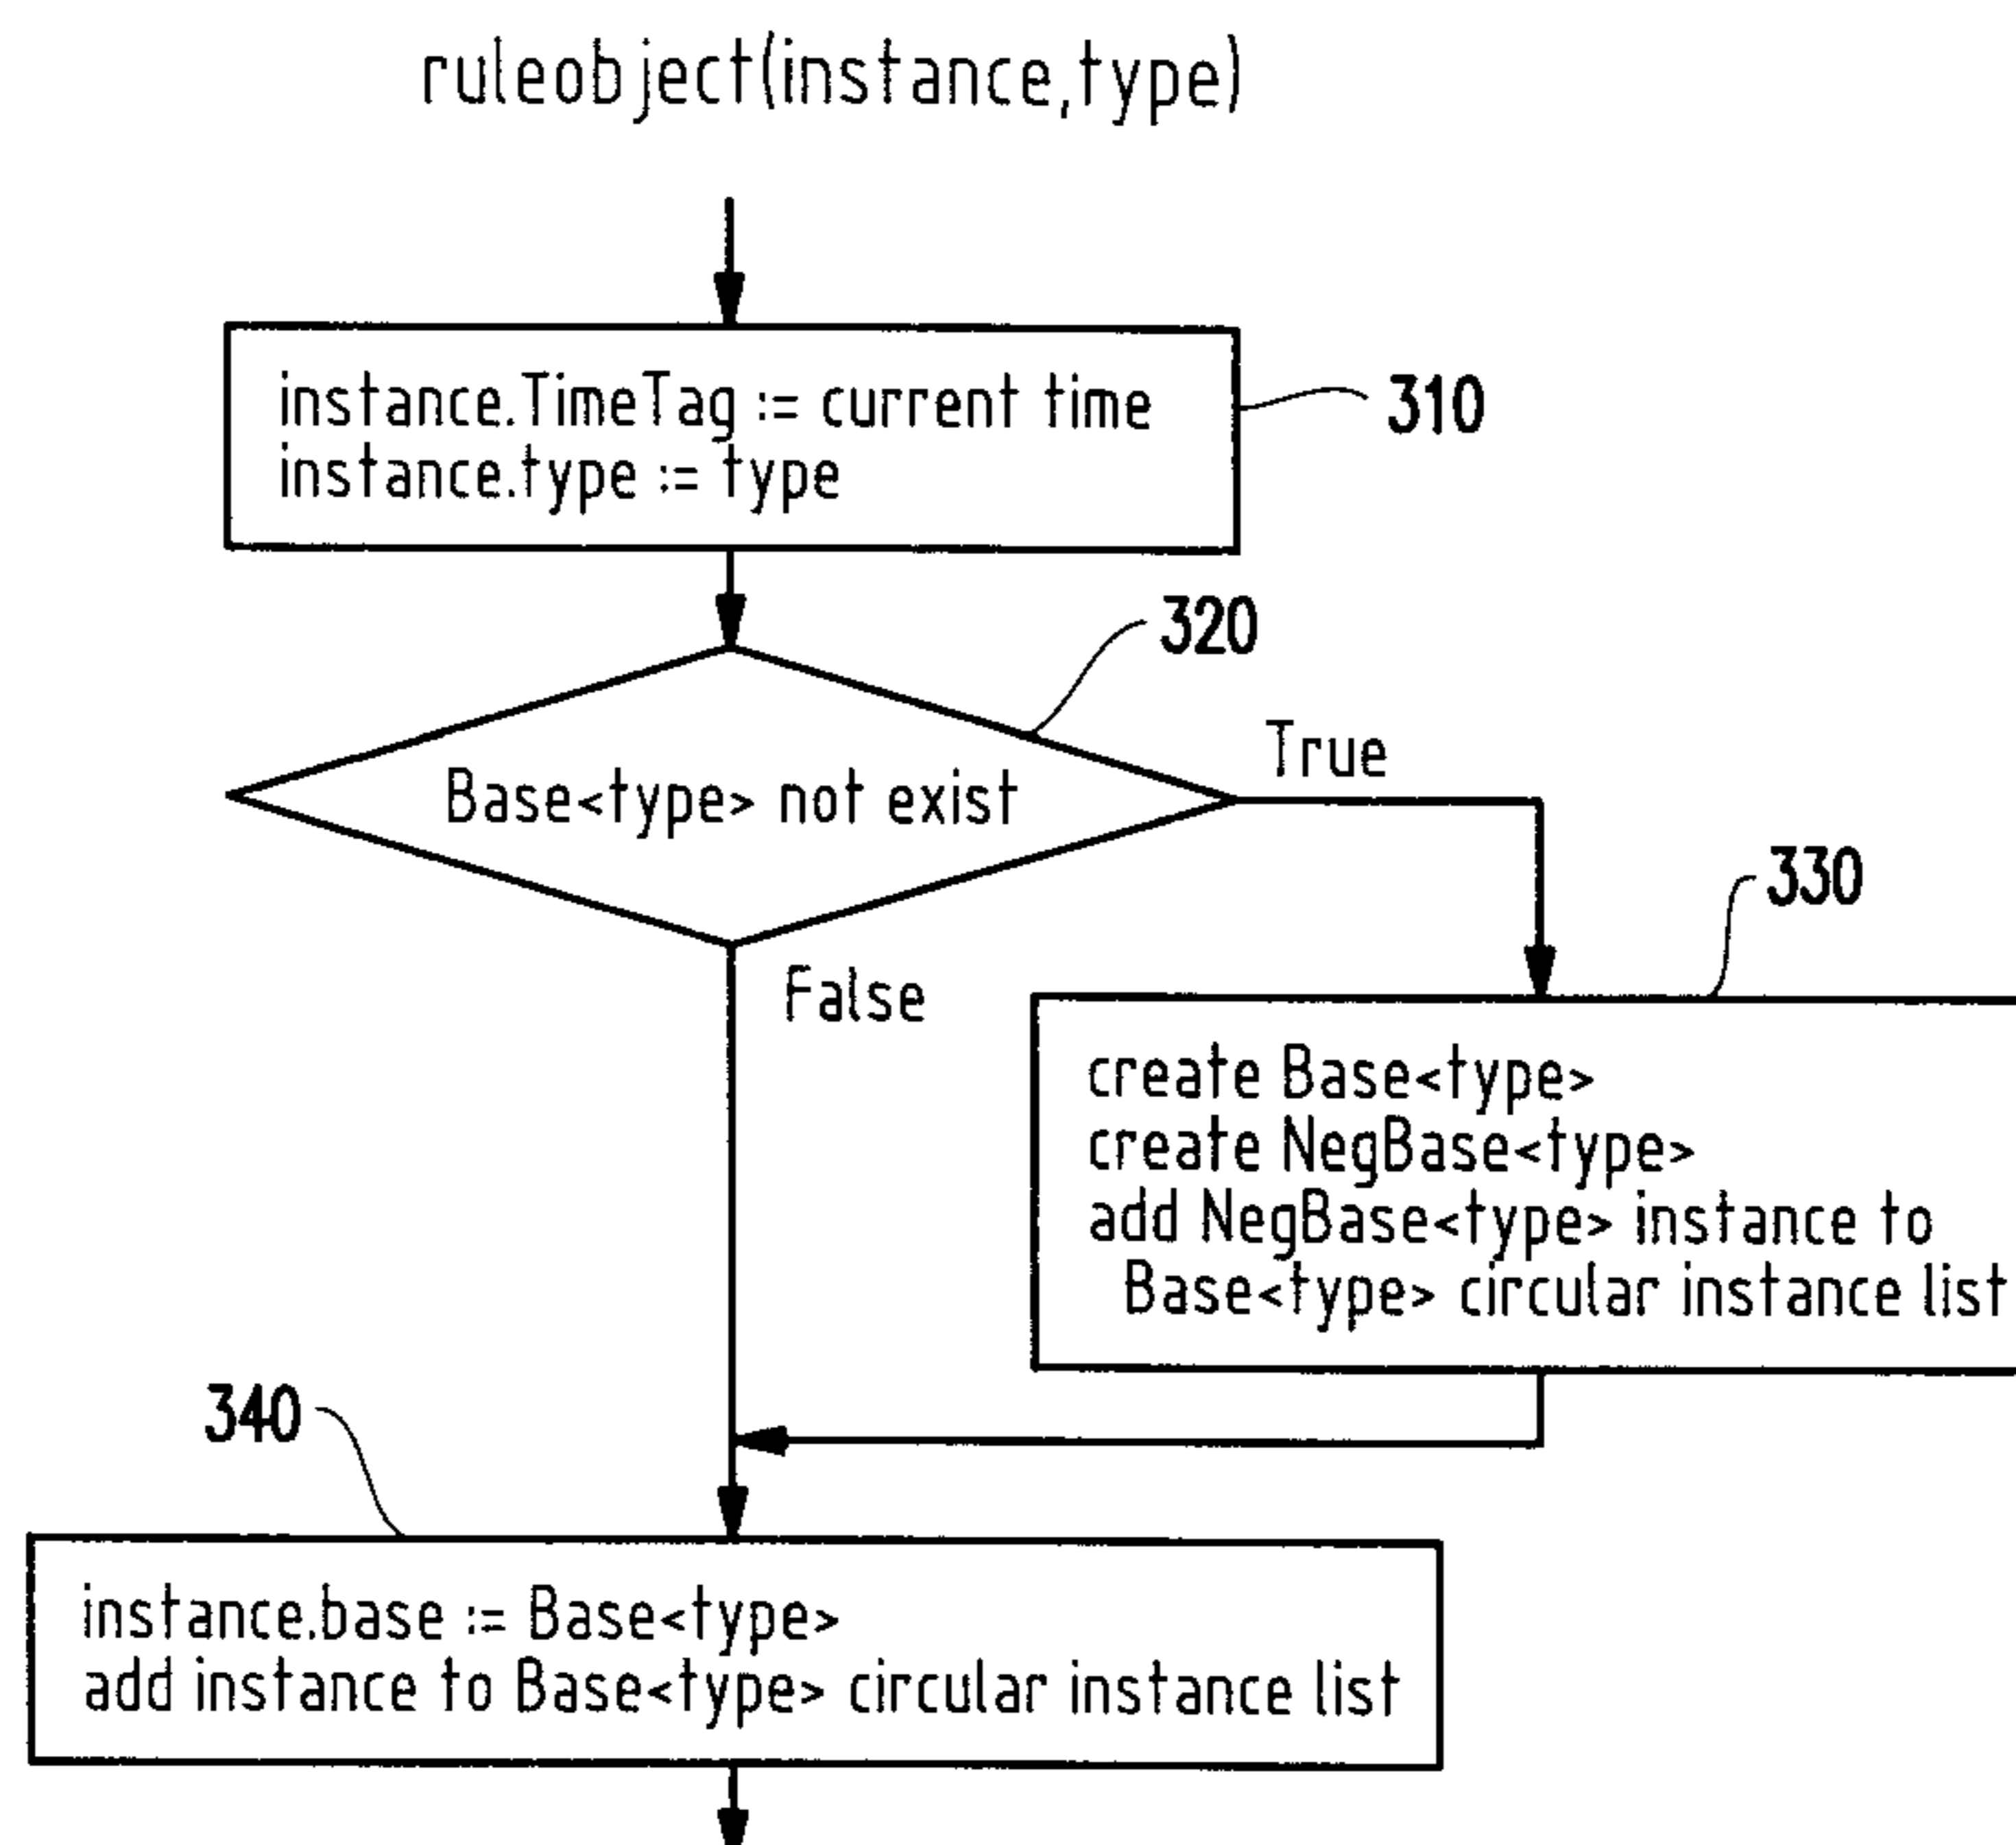 ruleobject(instance,type)
instance.TimeTag := current time
instance.type := type
310
320
Base<type> not exist
True
False
330
create Base<type>
create NegBase<type>
add NegBase<type> instance to
Base<type> circular instance list
340
instance.base := Base<type>
add instance to Base<type> circular instance list